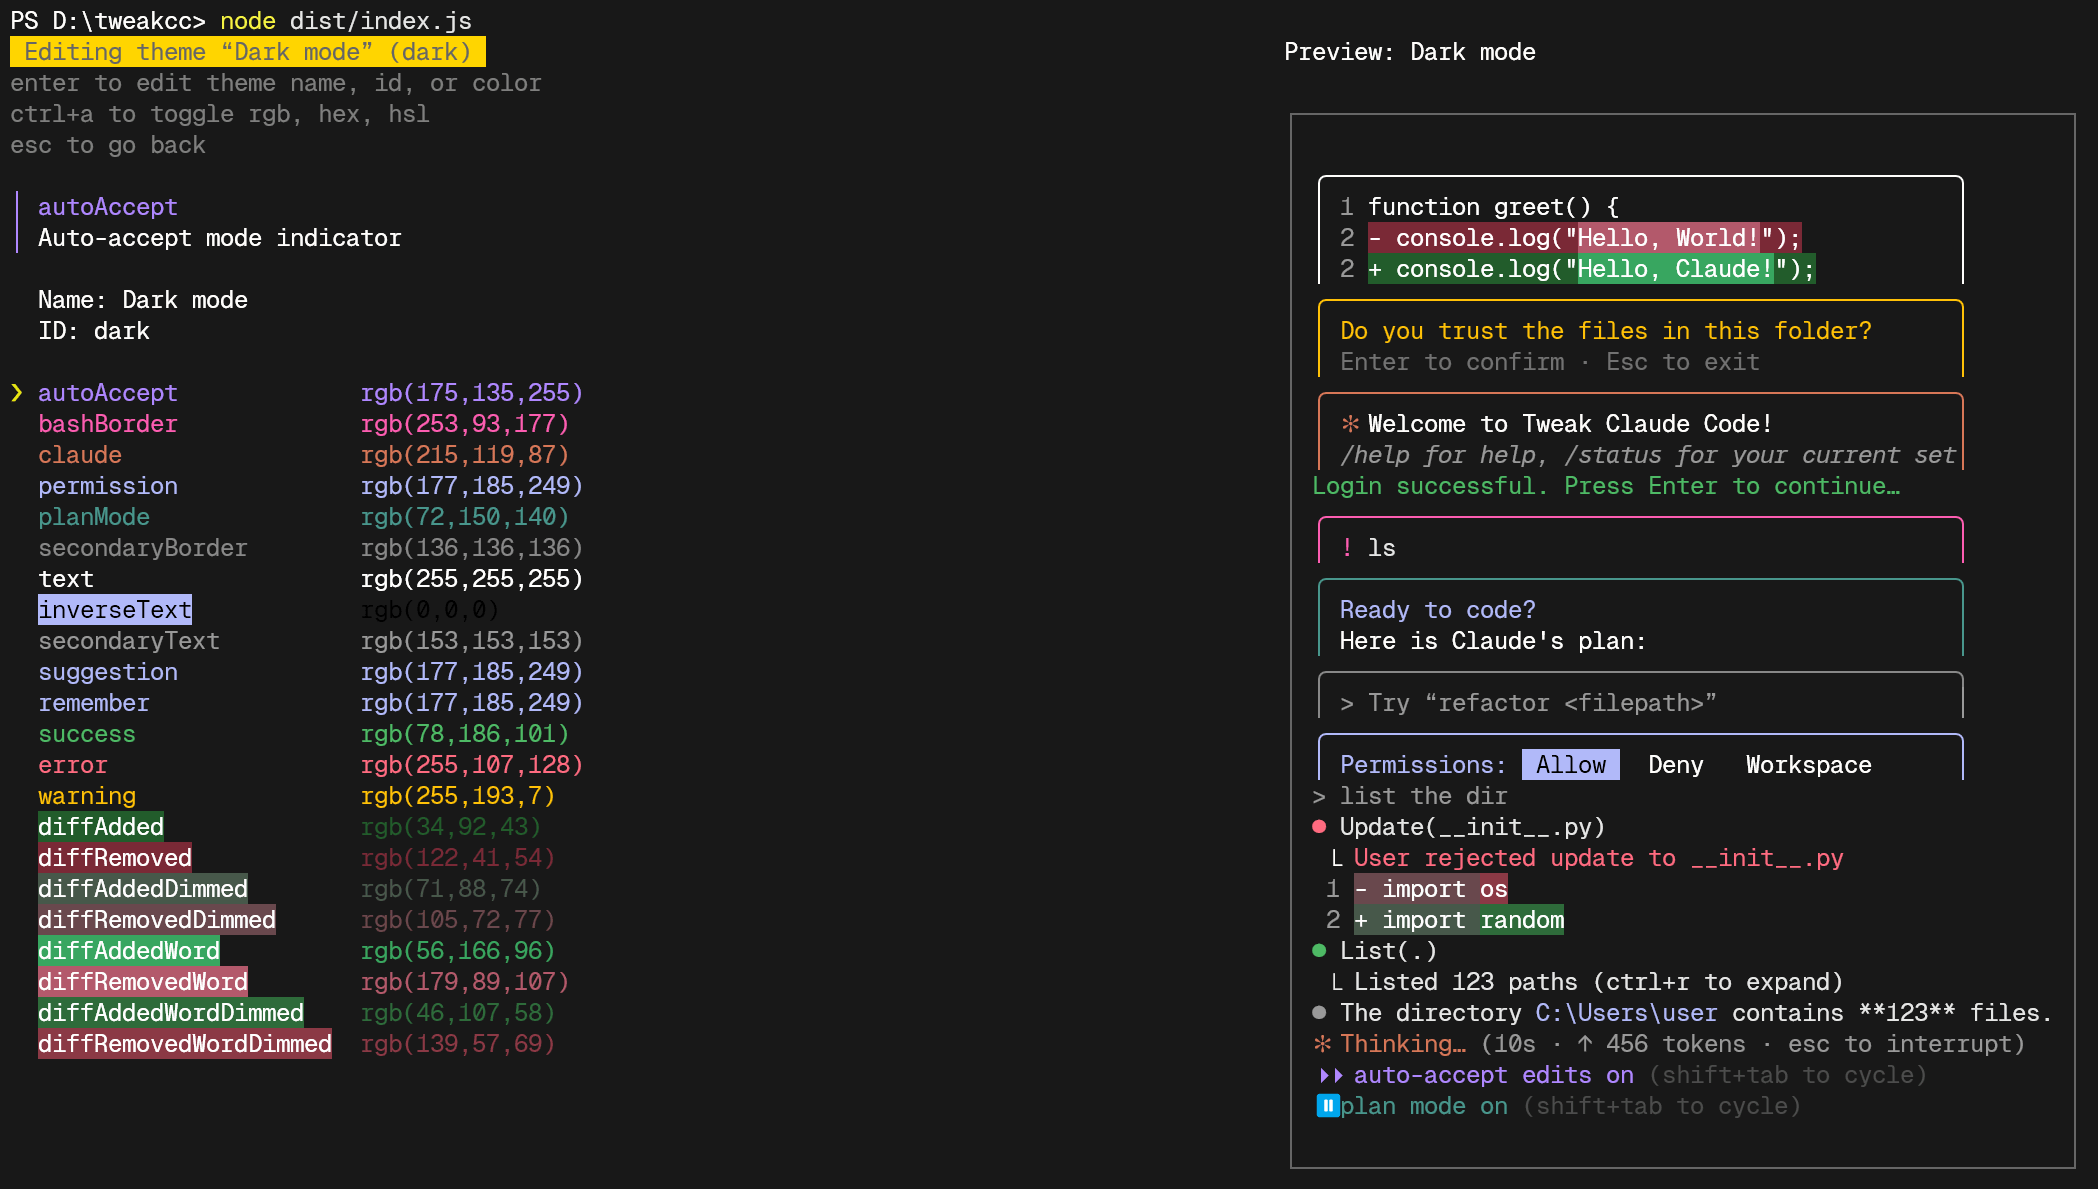 PS D:\tweakcc> node dist/index.js
Editing theme “Dark mode” (dark)
enter to edit theme name, id, or color
ctrl+a to toggle rgb, hex, hsl
esc to go back
autoAccept
Auto-accept mode indicator
Name: Dark mode
ID: dark
❯ autoAccept rgb(175,135,255)
bashBorder rgb(253,93,177)
claude rgb(215,119,87)
permission rgb(177,185,249)
planMode rgb(72,150,140)
secondaryBorder rgb(136,136,136)
text rgb(255,255,255)
inverseText rgb(0,0,0)
secondaryText rgb(153,153,153)
suggestion rgb(177,185,249)
remember rgb(177,185,249)
success rgb(78,186,101)
error rgb(255,107,128)
warning rgb(255,193,7)
diffAdded rgb(34,92,43)
diffRemoved rgb(122,41,54)
diffAddedDimmed rgb(71,88,74)
diffRemovedDimmed rgb(105,72,77)
diffAddedWord rgb(56,166,96)
diffRemovedWord rgb(179,89,107)
diffAddedWordDimmed rgb(46,107,58)
diffRemovedWordDimmed rgb(139,57,69)
Preview: Dark mode
1 function greet() {
2 - console.log("Hello, World!");
2 + console.log("Hello, Claude!");
Do you trust the files in this folder?
Enter to confirm · Esc to exit
✻ Welcome to Tweak Claude Code!
/help for help, /status for your current set
Login successful. Press Enter to continue…
! ls
Ready to code?
Here is Claude's plan:
> Try “refactor <filepath>”
Permissions: Allow Deny Workspace
> list the dir
● Update(__init__.py)
⎿ User rejected update to __init__.py
1 - import os
2 + import random
● List(.)
⎿ Listed 123 paths (ctrl+r to expand)
● The directory C:\Users\user contains **123** files.
✻ Thinking… (10s · ↑ 456 tokens · esc to interrupt)
⏵⏵ auto-accept edits on (shift+tab to cycle)
⏸ plan mode on (shift+tab to cycle)